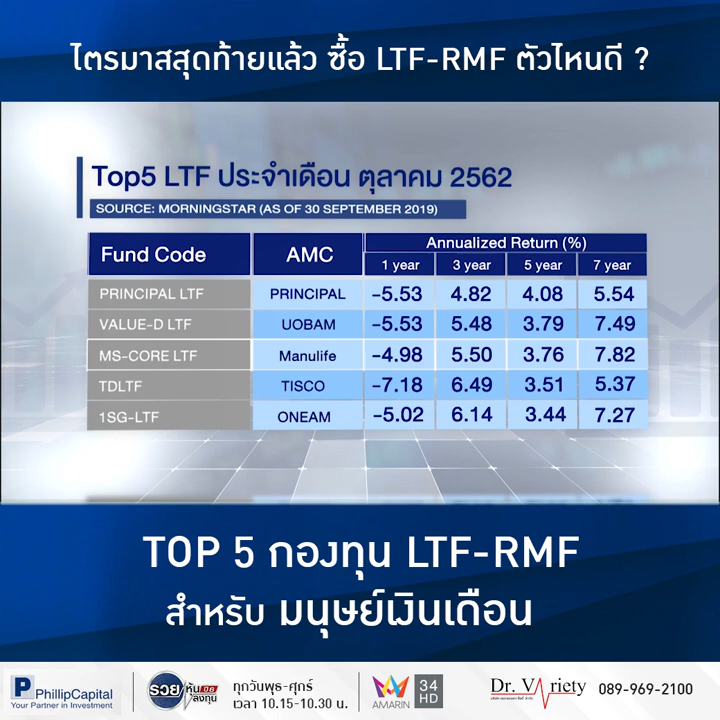 ไตรมาสสุดท้ายแล้ว ซื้อ LTF-RMF ตัวไหนดี ?
Top5 LTF ประจำเดือน ตุลาคม 2562
SOURCE: MORNINGSTAR (AS OF 30 SEPTEMBER 2019)
Fund Code AMC Annualized Return (%)
1 year 3 year 5 year 7 year
PRINCIPAL LTF PRINCIPAL -5.53 4.82 4.08 5.54
VALUE-D LTF UOBAM -5.53 5.48 3.79 7.49
MS-CORE LTF Manulife -4.98 5.50 3.76 7.82
TDLTF TISCO -7.18 6.49 3.51 5.37
1SG-LTF ONEAM -5.02 6.14 3.44 7.27
TOP 5 กองทุน LTF-RMF
สำหรับ มนุษย์เงินเดือน
P PhillipCapital
Your Partner in Investment
รวยหุ้น ลงทุน
ทุกวันพุธ-ศุกร์
เวลา 10.15-10.30 น.
AMARIN
34
HD
Dr. Variety
089-969-2100